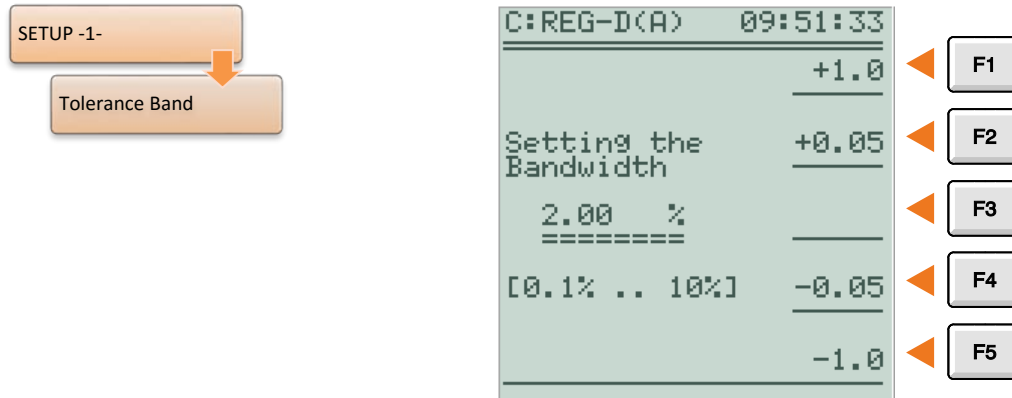 SETUP -1-
Tolerance Band
C:REG-D(A) 09:51:33
+1.0 F1
Setting the +0.05 F2
Bandwidth
2.00 % F3
========
[0.1% .. 10%] -0.05 F4
-1.0 F5